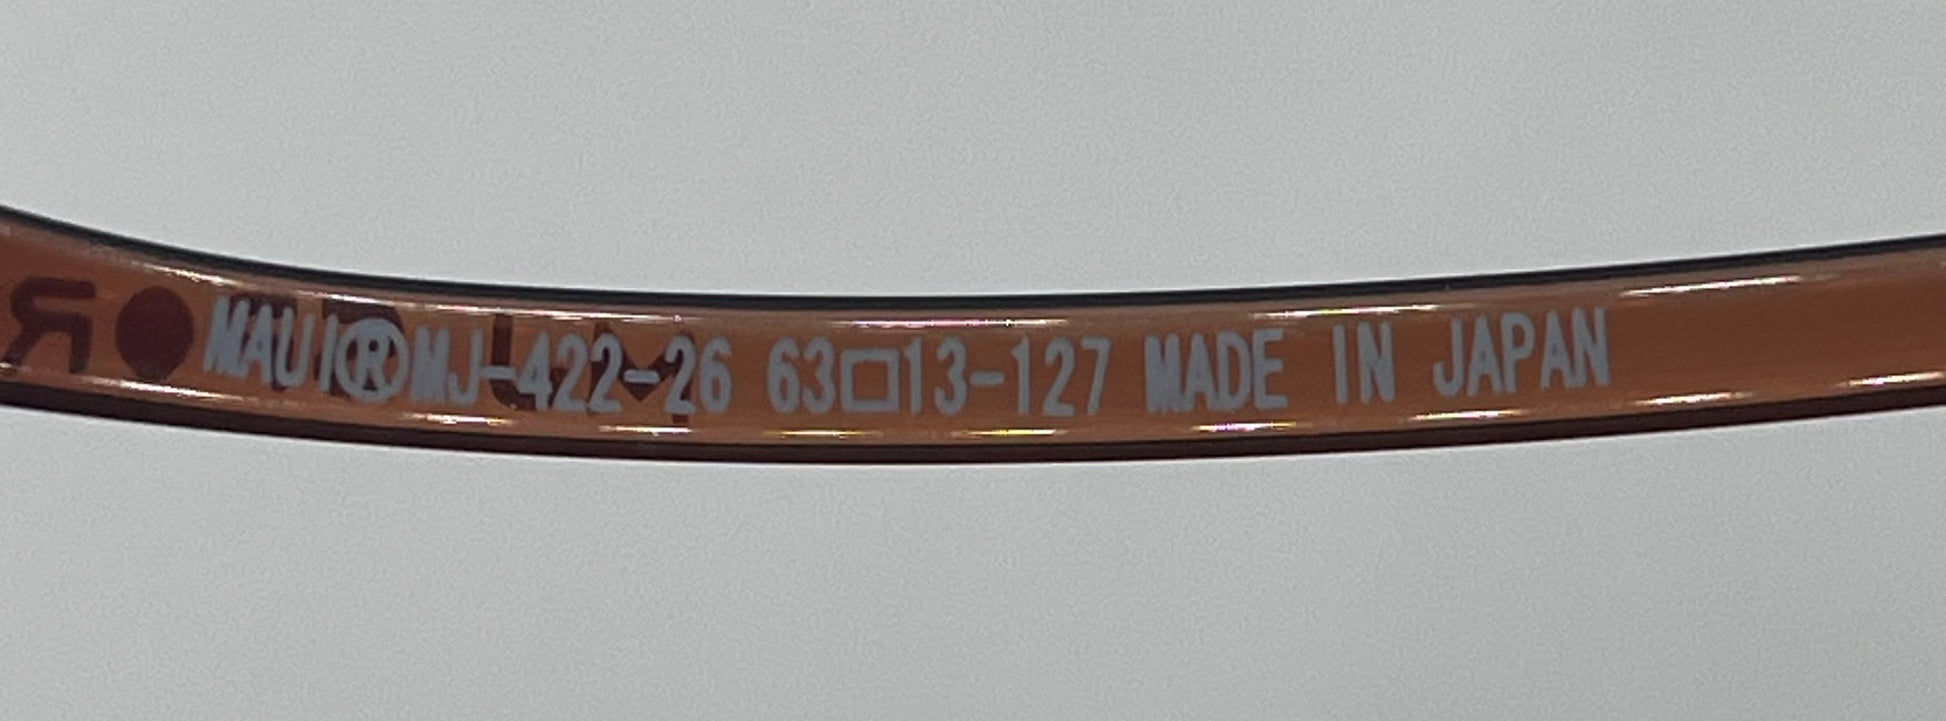 MAUI®MJ-422-26 63□13-127 MADE IN JAPAN